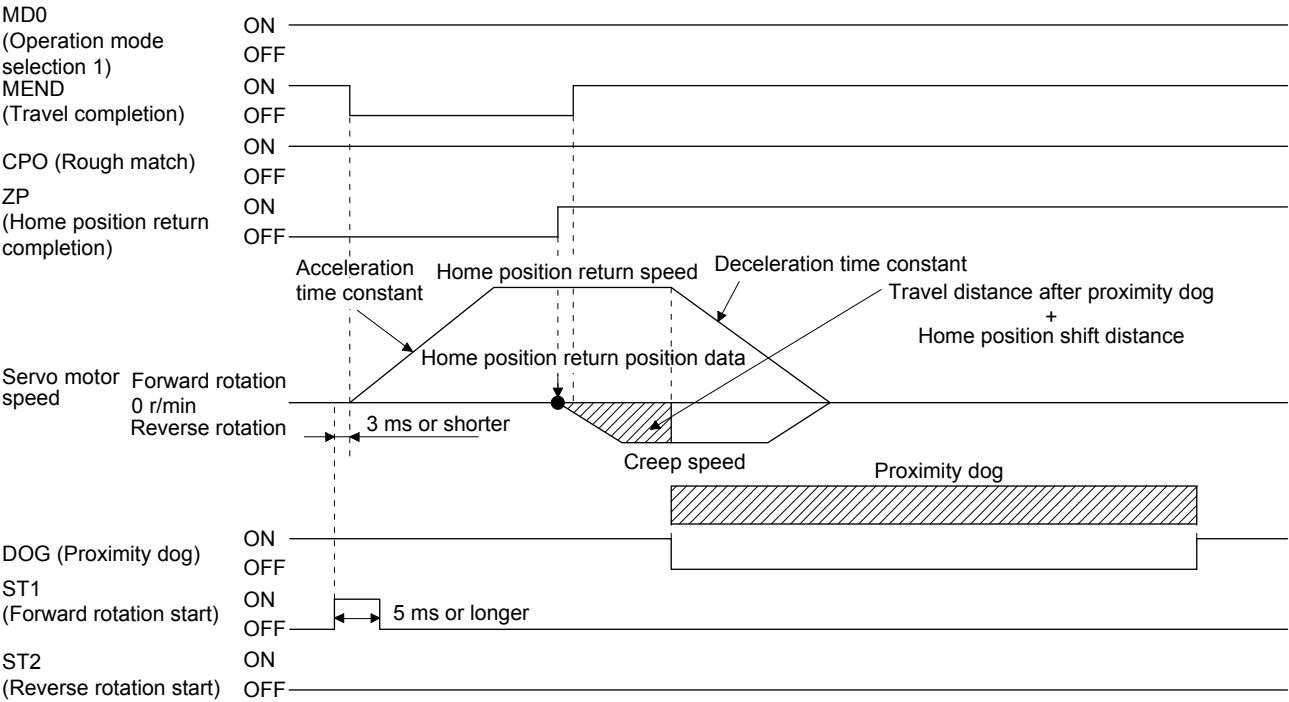 MD0
(Operation mode
selection 1)
ON
OFF
MEND
(Travel completion)
ON
OFF
CPO (Rough match)
ON
OFF
ZP
(Home position return
completion)
ON
OFF
Acceleration
time constant
Home position return speed
Deceleration time constant
Travel distance after proximity dog
+
Home position shift distance
Home position return position data
Servo motor
speed
Forward rotation
0 r/min
Reverse rotation
3 ms or shorter
Creep speed
Proximity dog
DOG (Proximity dog)
ON
OFF
ST1
(Forward rotation start)
ON
OFF
5 ms or longer
ST2
(Reverse rotation start)
ON
OFF